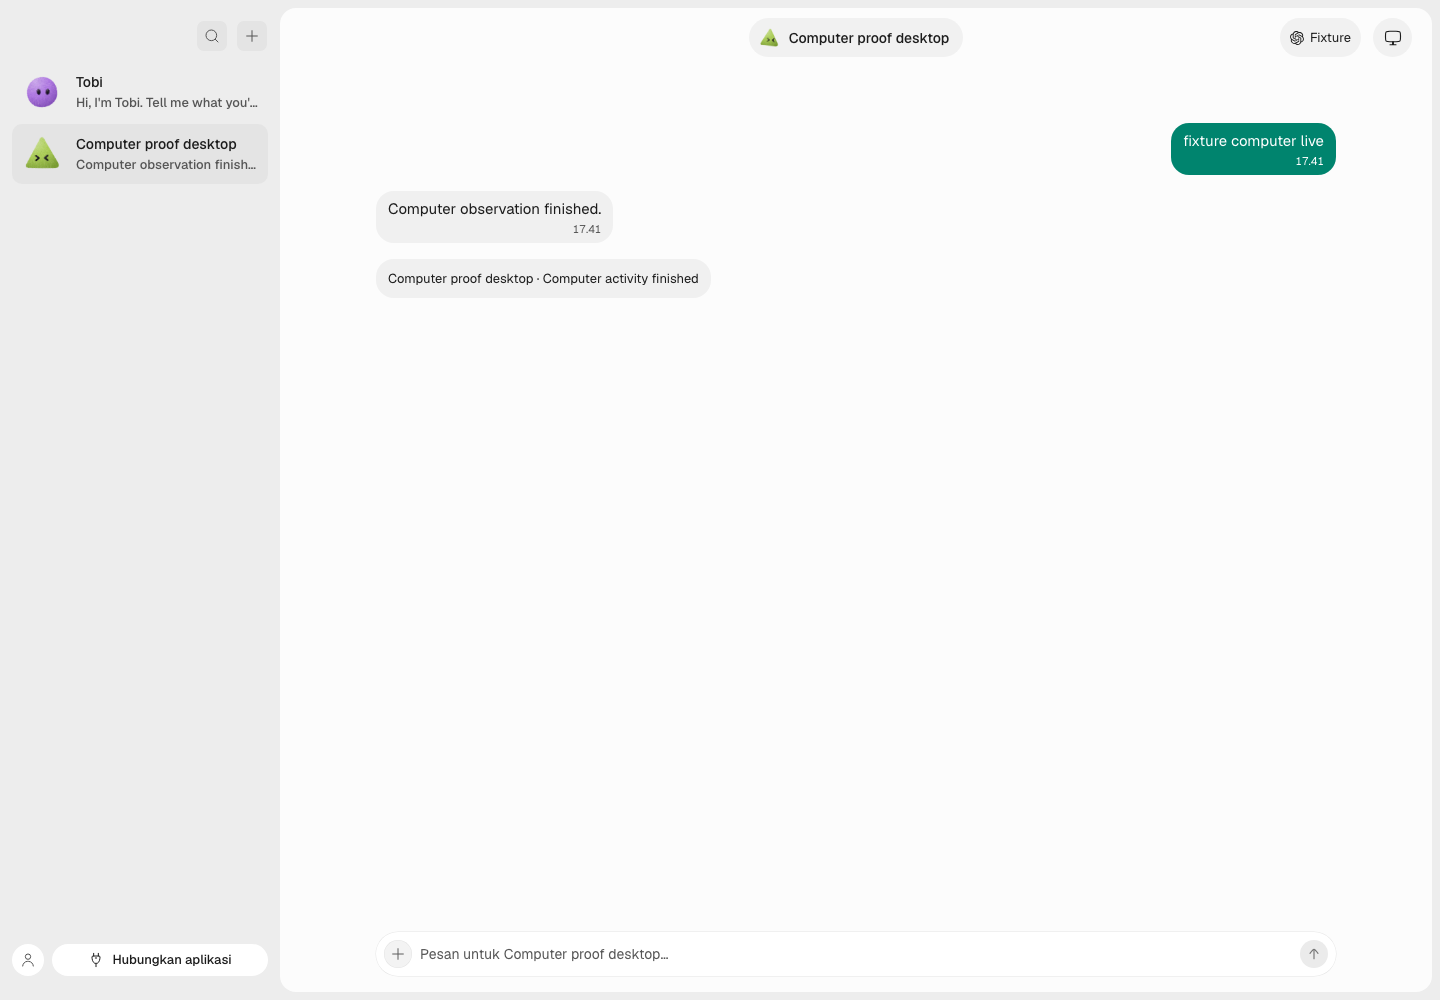 Tobi
Hi, I'm Tobi. Tell me what you'...
Computer proof desktop
Computer observation finish...
Hubungkan aplikasi
Computer proof desktop
Fixture
fixture computer live
17.41
Computer observation finished.
17.41
Computer proof desktop · Computer activity finished
Pesan untuk Computer proof desktop...